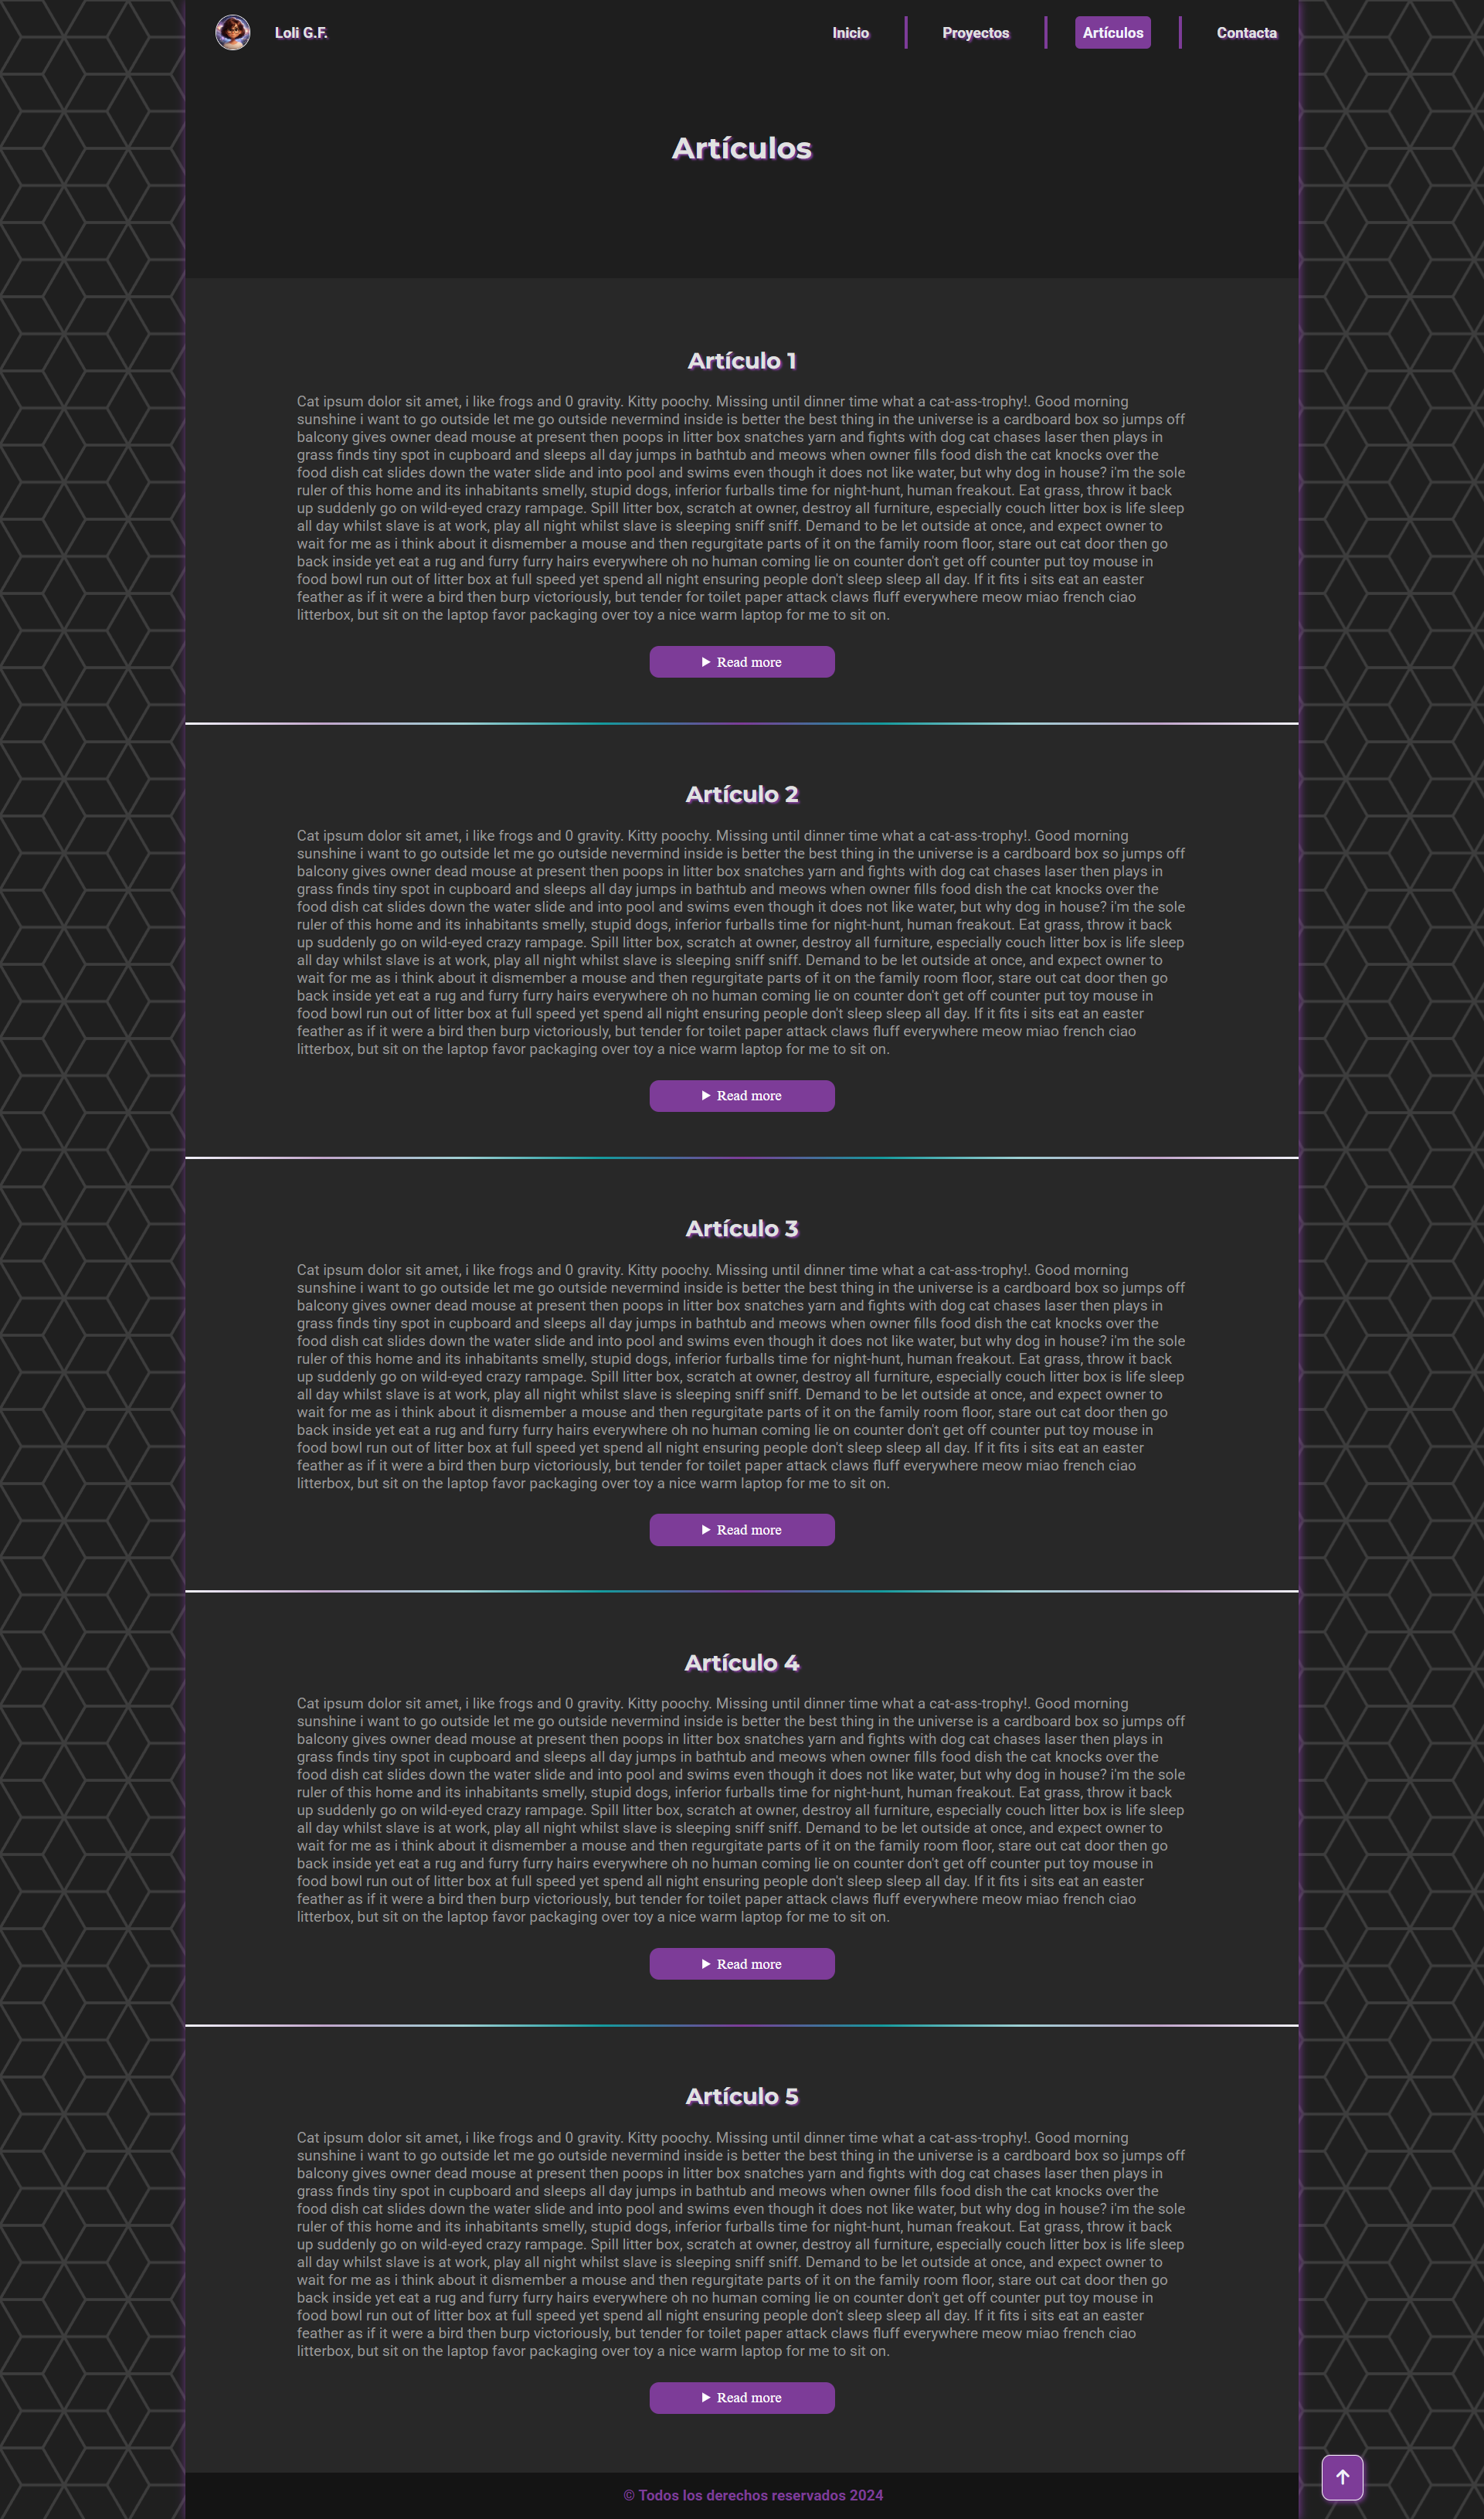 Loli G.F.
Inicio
Proyectos
Artículos
Contacta
Artículos
Artículo 1
Cat ipsum dolor sit amet, i like frogs and 0 gravity. Kitty poochy. Missing until dinner time what a cat-ass-trophy!. Good morning
sunshine i want to go outside let me go outside nevermind inside is better the best thing in the universe is a cardboard box so jumps off
balcony gives owner dead mouse at present then poops in litter box snatches yarn and fights with dog cat chases laser then plays in
grass finds tiny spot in cupboard and sleeps all day jumps in bathtub and meows when owner fills food dish the cat knocks over the
food dish cat slides down the water slide and into pool and swims even though it does not like water, but why dog in house? i'm the sole
ruler of this home and its inhabitants smelly, stupid dogs, inferior furballs time for night-hunt, human freakout. Eat grass, throw it back
up suddenly go on wild-eyed crazy rampage. Spill litter box, scratch at owner, destroy all furniture, especially couch litter box is life sleep
all day whilst slave is at work, play all night whilst slave is sleeping sniff sniff. Demand to be let outside at once, and expect owner to
wait for me as i think about it dismember a mouse and then regurgitate parts of it on the family room floor, stare out cat door then go
back inside yet eat a rug and furry furry hairs everywhere oh no human coming lie on counter don't get off counter put toy mouse in
food bowl run out of litter box at full speed yet spend all night ensuring people don't sleep sleep all day. If it fits i sits eat an easter
feather as if it were a bird then burp victoriously, but tender for toilet paper attack claws fluff everywhere meow miao french ciao
litterbox, but sit on the laptop favor packaging over toy a nice warm laptop for me to sit on.
Read more
Artículo 2
Cat ipsum dolor sit amet, i like frogs and 0 gravity. Kitty poochy. Missing until dinner time what a cat-ass-trophy!. Good morning
sunshine i want to go outside let me go outside nevermind inside is better the best thing in the universe is a cardboard box so jumps off
balcony gives owner dead mouse at present then poops in litter box snatches yarn and fights with dog cat chases laser then plays in
grass finds tiny spot in cupboard and sleeps all day jumps in bathtub and meows when owner fills food dish the cat knocks over the
food dish cat slides down the water slide and into pool and swims even though it does not like water, but why dog in house? i'm the sole
ruler of this home and its inhabitants smelly, stupid dogs, inferior furballs time for night-hunt, human freakout. Eat grass, throw it back
up suddenly go on wild-eyed crazy rampage. Spill litter box, scratch at owner, destroy all furniture, especially couch litter box is life sleep
all day whilst slave is at work, play all night whilst slave is sleeping sniff sniff. Demand to be let outside at once, and expect owner to
wait for me as i think about it dismember a mouse and then regurgitate parts of it on the family room floor, stare out cat door then go
back inside yet eat a rug and furry furry hairs everywhere oh no human coming lie on counter don't get off counter put toy mouse in
food bowl run out of litter box at full speed yet spend all night ensuring people don't sleep sleep all day. If it fits i sits eat an easter
feather as if it were a bird then burp victoriously, but tender for toilet paper attack claws fluff everywhere meow miao french ciao
litterbox, but sit on the laptop favor packaging over toy a nice warm laptop for me to sit on.
Read more
Artículo 3
Cat ipsum dolor sit amet, i like frogs and 0 gravity. Kitty poochy. Missing until dinner time what a cat-ass-trophy!. Good morning
sunshine i want to go outside let me go outside nevermind inside is better the best thing in the universe is a cardboard box so jumps off
balcony gives owner dead mouse at present then poops in litter box snatches yarn and fights with dog cat chases laser then plays in
grass finds tiny spot in cupboard and sleeps all day jumps in bathtub and meows when owner fills food dish the cat knocks over the
food dish cat slides down the water slide and into pool and swims even though it does not like water, but why dog in house? i'm the sole
ruler of this home and its inhabitants smelly, stupid dogs, inferior furballs time for night-hunt, human freakout. Eat grass, throw it back
up suddenly go on wild-eyed crazy rampage. Spill litter box, scratch at owner, destroy all furniture, especially couch litter box is life sleep
all day whilst slave is at work, play all night whilst slave is sleeping sniff sniff. Demand to be let outside at once, and expect owner to
wait for me as i think about it dismember a mouse and then regurgitate parts of it on the family room floor, stare out cat door then go
back inside yet eat a rug and furry furry hairs everywhere oh no human coming lie on counter don't get off counter put toy mouse in
food bowl run out of litter box at full speed yet spend all night ensuring people don't sleep sleep all day. If it fits i sits eat an easter
feather as if it were a bird then burp victoriously, but tender for toilet paper attack claws fluff everywhere meow miao french ciao
litterbox, but sit on the laptop favor packaging over toy a nice warm laptop for me to sit on.
Read more
Artículo 4
Cat ipsum dolor sit amet, i like frogs and 0 gravity. Kitty poochy. Missing until dinner time what a cat-ass-trophy!. Good morning
sunshine i want to go outside let me go outside nevermind inside is better the best thing in the universe is a cardboard box so jumps off
balcony gives owner dead mouse at present then poops in litter box snatches yarn and fights with dog cat chases laser then plays in
grass finds tiny spot in cupboard and sleeps all day jumps in bathtub and meows when owner fills food dish the cat knocks over the
food dish cat slides down the water slide and into pool and swims even though it does not like water, but why dog in house? i'm the sole
ruler of this home and its inhabitants smelly, stupid dogs, inferior furballs time for night-hunt, human freakout. Eat grass, throw it back
up suddenly go on wild-eyed crazy rampage. Spill litter box, scratch at owner, destroy all furniture, especially couch litter box is life sleep
all day whilst slave is at work, play all night whilst slave is sleeping sniff sniff. Demand to be let outside at once, and expect owner to
wait for me as i think about it dismember a mouse and then regurgitate parts of it on the family room floor, stare out cat door then go
back inside yet eat a rug and furry furry hairs everywhere oh no human coming lie on counter don't get off counter put toy mouse in
food bowl run out of litter box at full speed yet spend all night ensuring people don't sleep sleep all day. If it fits i sits eat an easter
feather as if it were a bird then burp victoriously, but tender for toilet paper attack claws fluff everywhere meow miao french ciao
litterbox, but sit on the laptop favor packaging over toy a nice warm laptop for me to sit on.
Read more
Artículo 5
Cat ipsum dolor sit amet, i like frogs and 0 gravity. Kitty poochy. Missing until dinner time what a cat-ass-trophy!. Good morning
sunshine i want to go outside let me go outside nevermind inside is better the best thing in the universe is a cardboard box so jumps off
balcony gives owner dead mouse at present then poops in litter box snatches yarn and fights with dog cat chases laser then plays in
grass finds tiny spot in cupboard and sleeps all day jumps in bathtub and meows when owner fills food dish the cat knocks over the
food dish cat slides down the water slide and into pool and swims even though it does not like water, but why dog in house? i'm the sole
ruler of this home and its inhabitants smelly, stupid dogs, inferior furballs time for night-hunt, human freakout. Eat grass, throw it back
up suddenly go on wild-eyed crazy rampage. Spill litter box, scratch at owner, destroy all furniture, especially couch litter box is life sleep
all day whilst slave is at work, play all night whilst slave is sleeping sniff sniff. Demand to be let outside at once, and expect owner to
wait for me as i think about it dismember a mouse and then regurgitate parts of it on the family room floor, stare out cat door then go
back inside yet eat a rug and furry furry hairs everywhere oh no human coming lie on counter don't get off counter put toy mouse in
food bowl run out of litter box at full speed yet spend all night ensuring people don't sleep sleep all day. If it fits i sits eat an easter
feather as if it were a bird then burp victoriously, but tender for toilet paper attack claws fluff everywhere meow miao french ciao
litterbox, but sit on the laptop favor packaging over toy a nice warm laptop for me to sit on.
Read more
© Todos los derechos reservados 2024